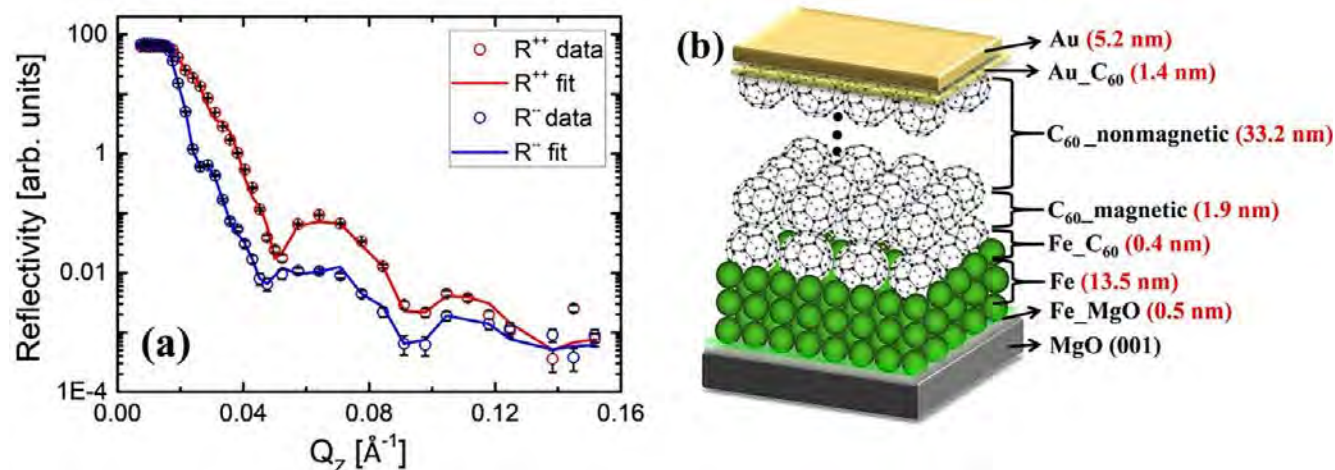 (a)
Reflectivity [arb. units]
100
1
0.01
1E-4
0.00
0.04
0.08
0.12
0.16
Q_Z [Å⁻¹]
R⁺⁺ data
R⁺⁺ fit
R⁻⁻ data
R⁻⁻ fit
(b)
Au (5.2 nm)
Au_C₆₀ (1.4 nm)
C₆₀_nonmagnetic (33.2 nm)
C₆₀_magnetic (1.9 nm)
Fe_C₆₀ (0.4 nm)
Fe (13.5 nm)
Fe_MgO (0.5 nm)
MgO (001)